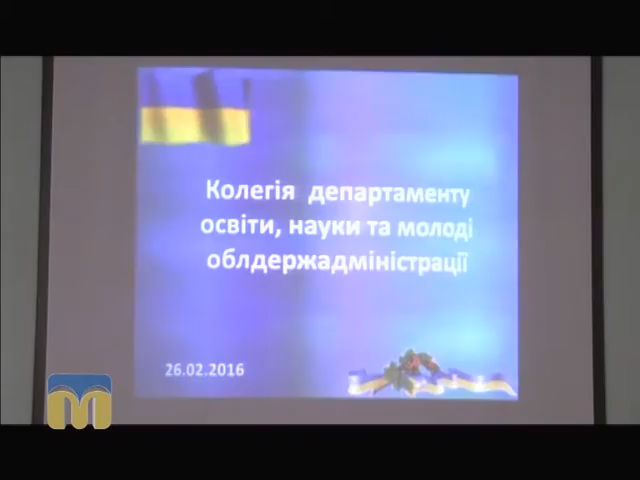 Колегія департаменту
освіти, науки та молоді
облдержадміністрації
26.02.2016